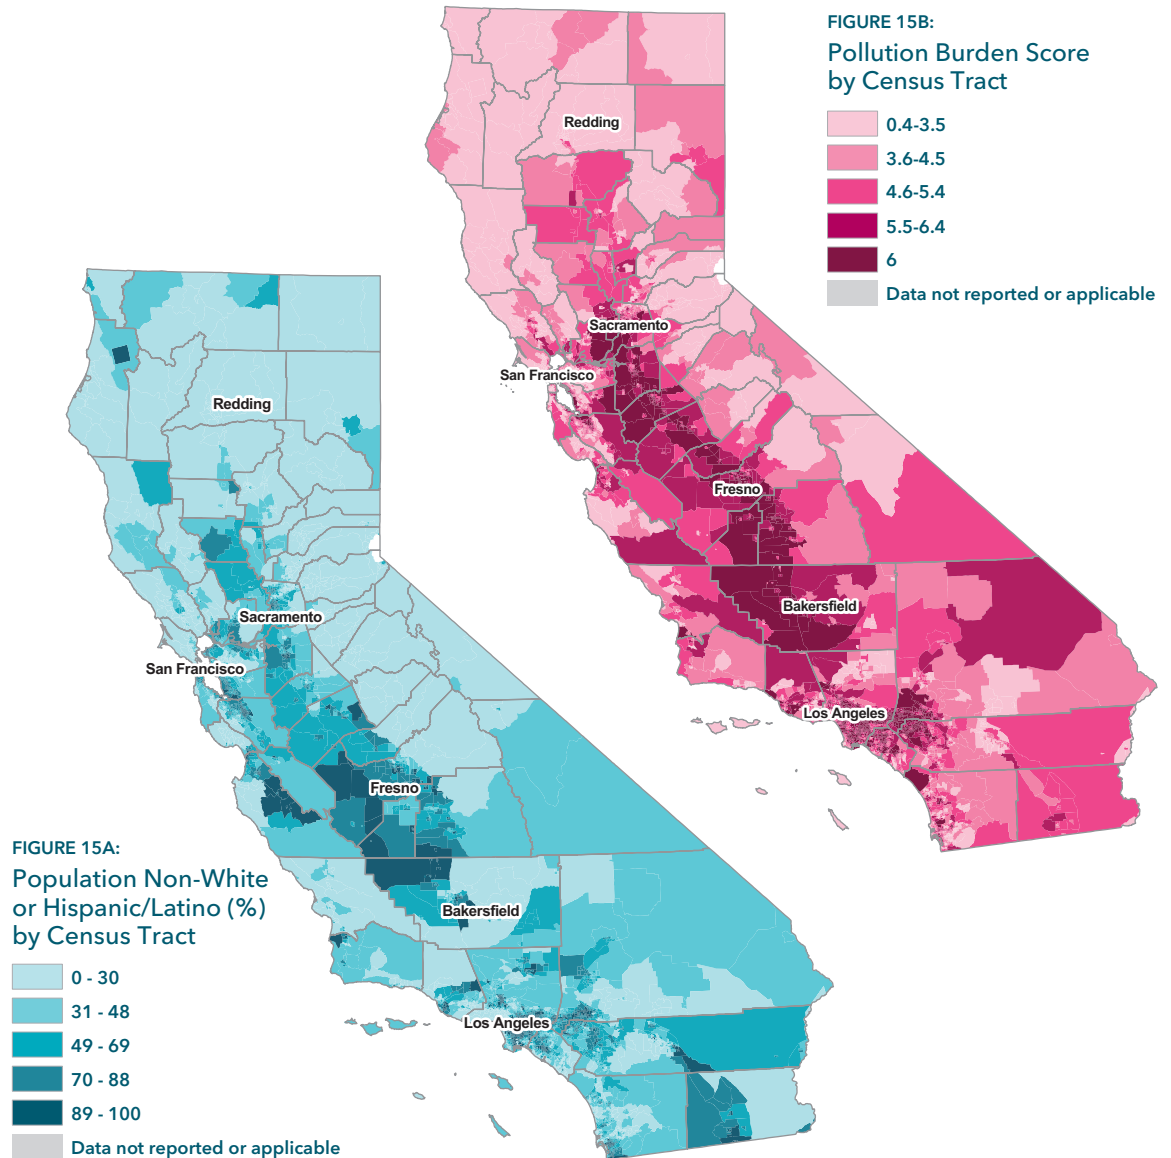 FIGURE 15B:
Pollution Burden Score
by Census Tract
0.4-3.5
3.6-4.5
4.6-5.4
5.5-6.4
6
Data not reported or applicable
Redding
Sacramento
San Francisco
Fresno
Bakersfield
Los Angeles
Redding
Sacramento
San Francisco
Fresno
Bakersfield
Los Angeles
FIGURE 15A:
Population Non-White
or Hispanic/Latino (%)
by Census Tract
0 - 30
31 - 48
49 - 69
70 - 88
89 - 100
Data not reported or applicable